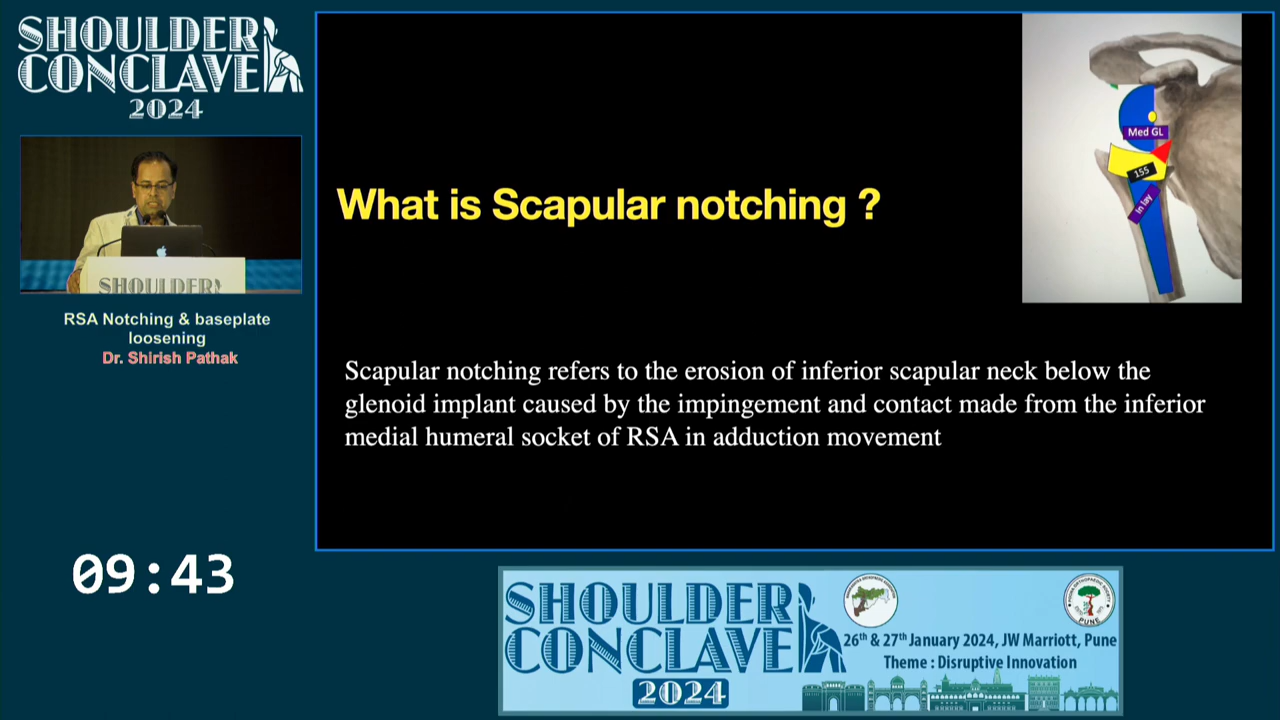 SHOULDER
CONCLAVE
2024
SHOULDER
RSA Notching & baseplate
loosening
Dr. Shirish Pathak
09:43
What is Scapular notching ?
Med GL
155
In lay
Scapular notching refers to the erosion of inferior scapular neck below the
glenoid implant caused by the impingement and contact made from the inferior
medial humeral socket of RSA in adduction movement
SHOULDER
CONCLAVE
2024
PUNE
26th & 27th January 2024, JW Marriott, Pune
Theme : Disruptive Innovation